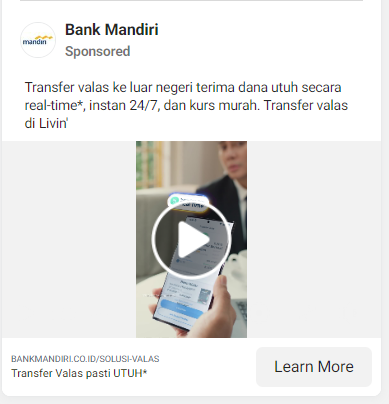 Bank Mandiri
mandiri
Sponsored
Transfer valas ke luar negeri terima dana utuh secara
real-time*, instan 24/7, dan kurs murah. Transfer valas
di Livin'
BANKMANDIRI.CO.ID/SOLUSI-VALAS
Transfer Valas pasti UTUH*
Learn More